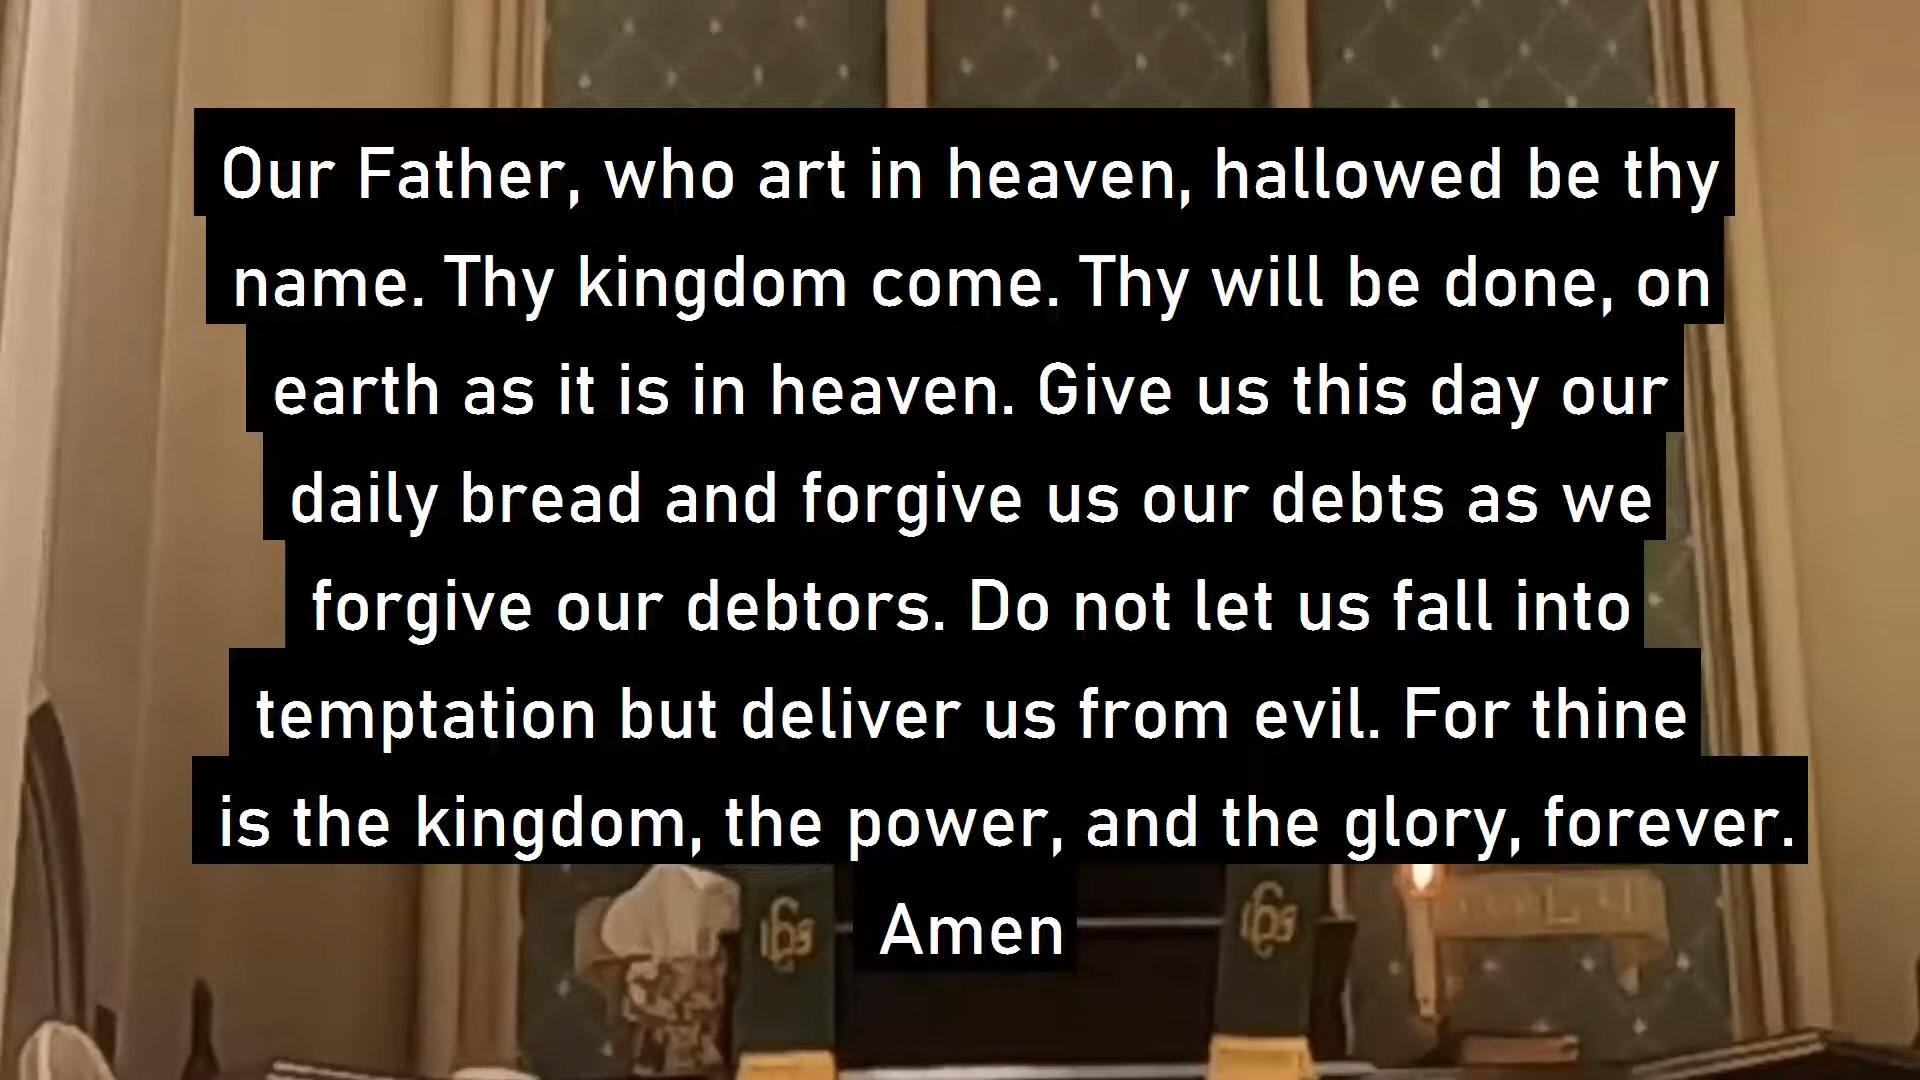 Our Father, who art in heaven, hallowed be thy
name. Thy kingdom come. Thy will be done, on
earth as it is in heaven. Give us this day our
daily bread and forgive us our debts as we
forgive our debtors. Do not let us fall into
temptation but deliver us from evil. For thine
is the kingdom, the power, and the glory, forever.
Amen
ihs
ihs